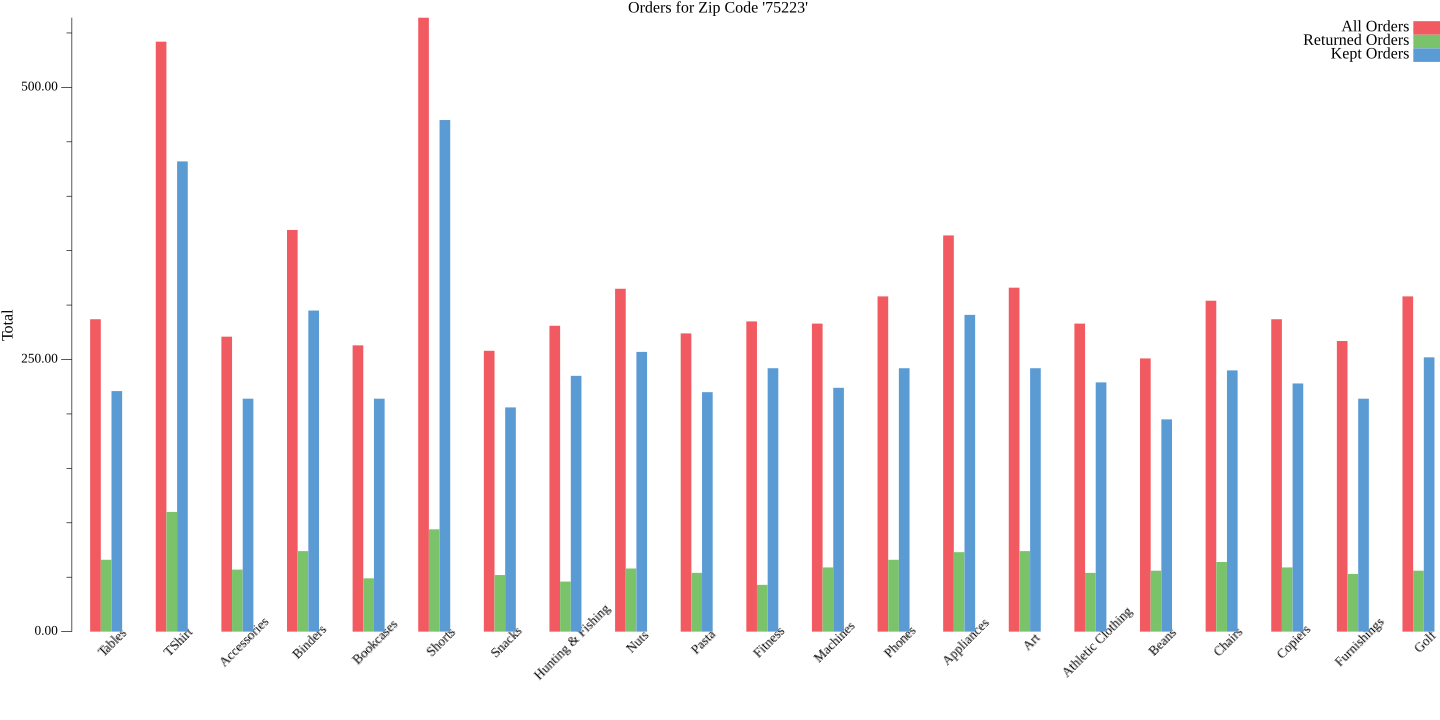 Orders for Zip Code '75223'
All Orders
Returned Orders
Kept Orders
Total
500.00
250.00
0.00
Tables
TShirt
Accessories
Binders
Bookcases
Shorts
Snacks
Hunting & Fishing
Nuts
Pasta
Fitness
Machines
Phones
Appliances
Art
Athletic Clothing
Beans
Chairs
Copiers
Furnishings
Golf